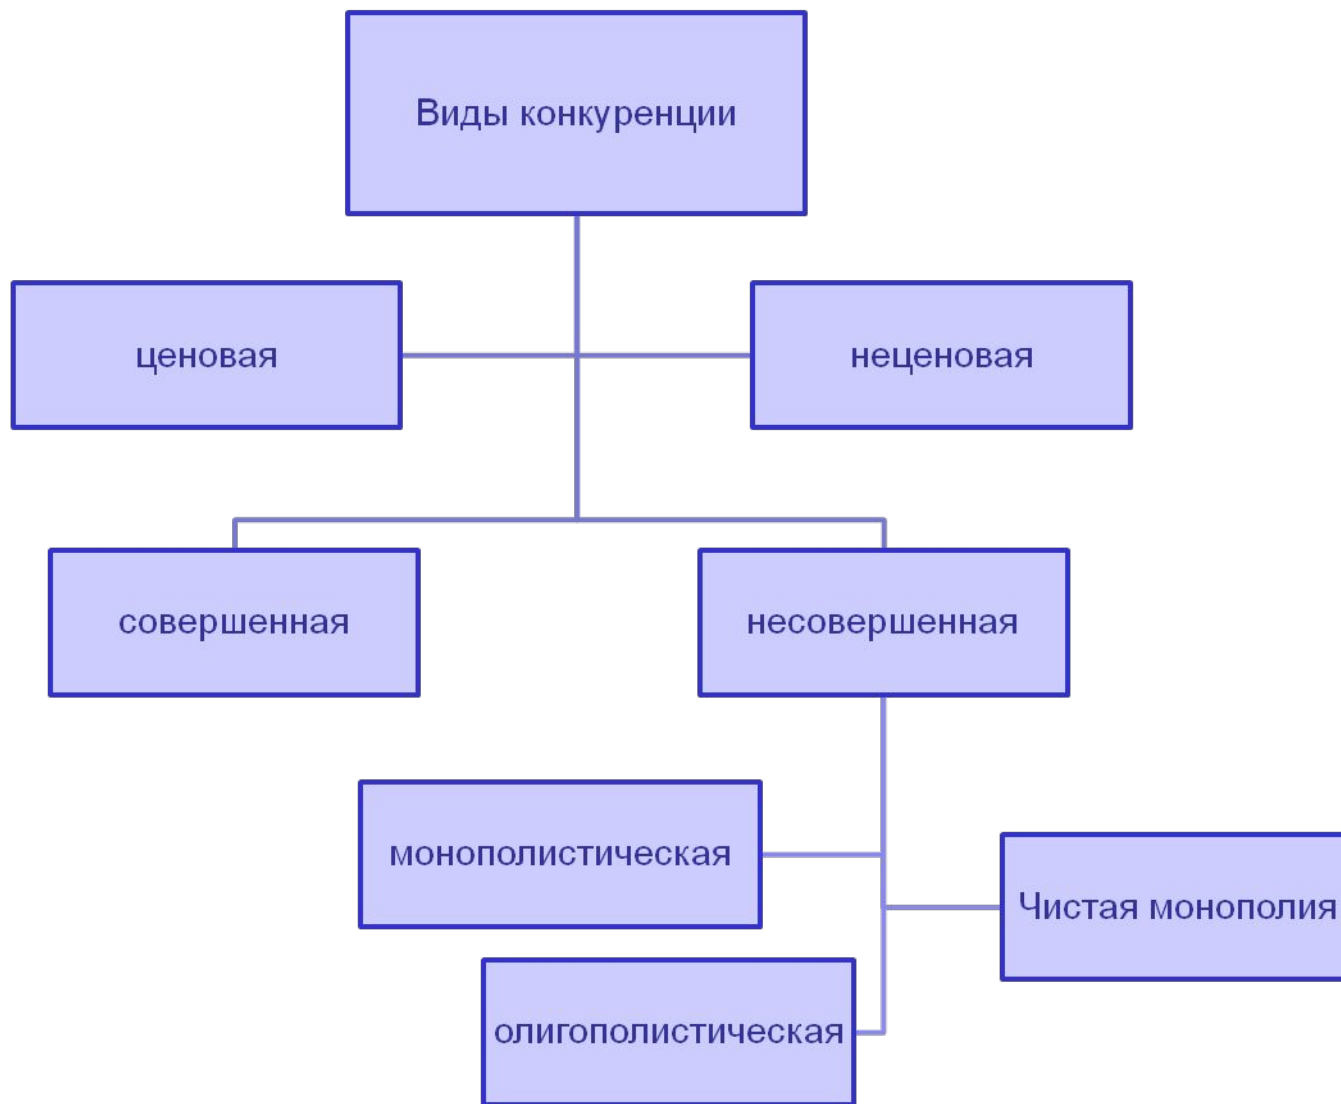 Виды конкуренции
ценовая
неценовая
совершенная
несовершенная
монополистическая
Чистая монополия
олигополистическая